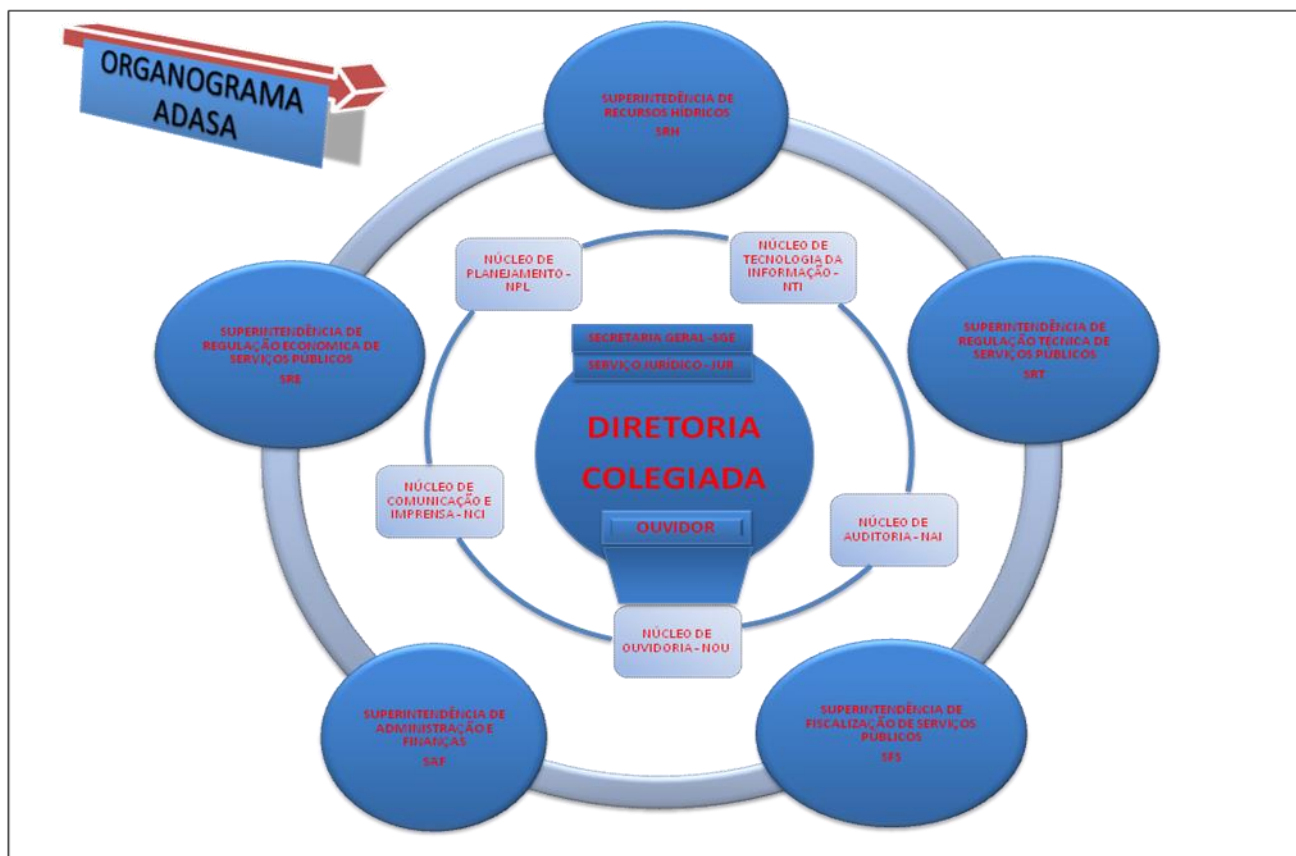 ORGANOGRAMA
ADASA
SUPERINTEDÊNCIA DE
RECURSOS HÍDRICOS
SRH
NÚCLEO DE
PLANEJAMENTO -
NPL
NÚCLEO DE
TECNOLOGIA DA
INFORMAÇÃO -
NTI
SUPERINTENDÊNCIA DE
REGULAÇÃO ECONOMICA DE
SERVIÇOS PÚBLICOS
SRE
SECRETARIA GERAL -SGE
SERVIÇO JURÍDICO - JUR
SUPERINTENDÊNCIA DE
REGULAÇÃO TÉCNICA DE
SERVIÇOS PÚBLICOS
SRT
DIRETORIA
COLEGIADA
NÚCLEO DE
COMUNICAÇÃO E
IMPRENSA - NCI
OUVIDOR
NÚCLEO DE
AUDITORIA - NAI
NÚCLEO DE
OUVIDORIA - NOU
SUPERINTENDÊNCIA DE
ADMINISTRAÇÃO E
FINANÇAS
SAF
SUPERINTENDÊNCIA DE
FISCALIZAÇÃO DE SERVIÇOS
PÚBLICOS
SFS